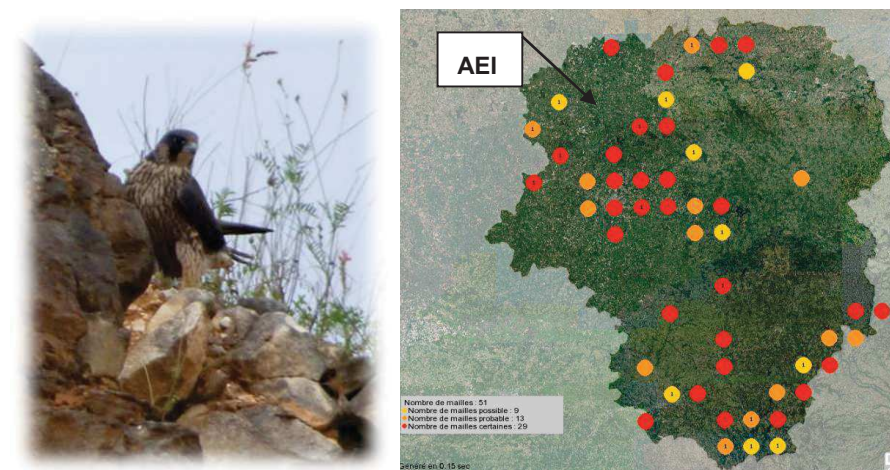 AEI
Nombre de mailles : 51
Nombre de mailles possible : 9
Nombre de mailles probable : 13
Nombre de mailles certaines : 29
Généré en 0.15 sec